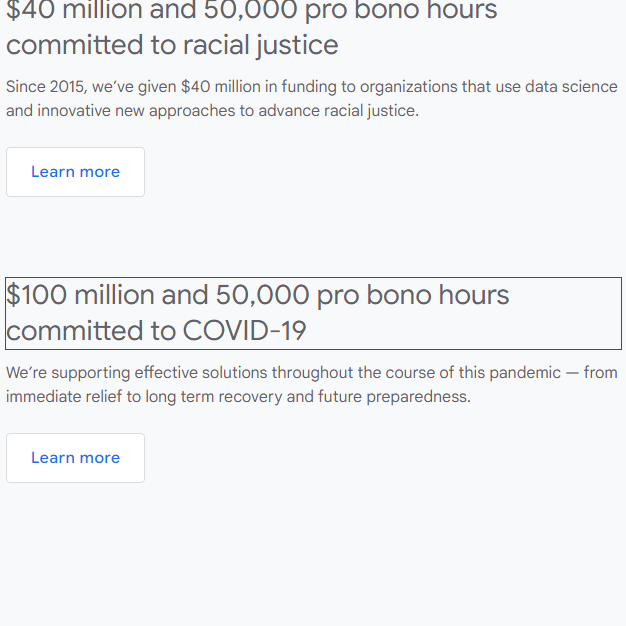 $40 million and 50,000 pro bono hours
committed to racial justice
Since 2015, we’ve given $40 million in funding to organizations that use data science
and innovative new approaches to advance racial justice.
Learn more
$100 million and 50,000 pro bono hours
committed to COVID-19
We’re supporting effective solutions throughout the course of this pandemic — from
immediate relief to long term recovery and future preparedness.
Learn more